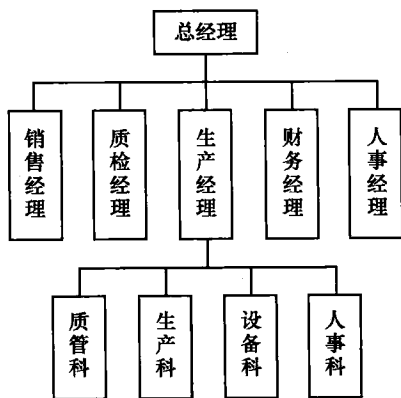 总经理
销售经理
质检经理
生产经理
财务经理
人事经理
质管科
生产科
设备科
人事科